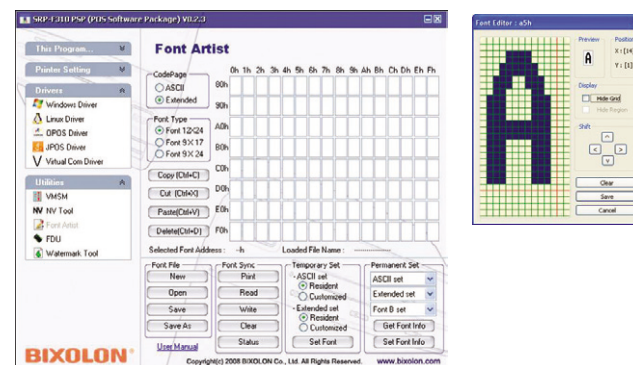 SRP-F310 PSP (POS Software Package) V0.2.3
This Program...
Printer Setting
Drivers
Windows Driver
Linux Driver
OPOS Driver
JPOS Driver
Virtual Com Driver
Utilities
VMSM
NV NV Tool
Font Artist
FDU
Watermark Tool
BIXOLON
Font Artist
CodePage
ASCII
Extended
Font Type
Font 12X24
Font 9X17
Font 9X24
Copy (Ctrl+C)
Cut (Ctrl+X)
Paste(Ctrl+V)
Delete(Ctrl+D)
0h 1h 2h 3h 4h 5h 6h 7h 8h 9h Ah Bh Ch Dh Eh Fh
80h
90h
A0h
B0h
C0h
D0h
E0h
F0h
Selected Font Address : --h Loaded File Name : ---------------
Font File
New
Open
Save
Save As
User Manual
Font Sync
Print
Read
Write
Clear
Status
Temporary Set
- ASCII set
Resident
Customized
- Extended set
Resident
Customized
Set Font
Permanent Set
ASCII set
Extended set
Font B set
Get Font Info
Set Font Info
Copyright(c) 2008 BIXOLON Co., Ltd. All Rights Reserved. www.bixolon.com
Font Editor : a5h
Preview
A
Position
X : [14]
Y : [1]
Display
Hide Grid
Hide Region
Shift
Clear
Save
Cancel